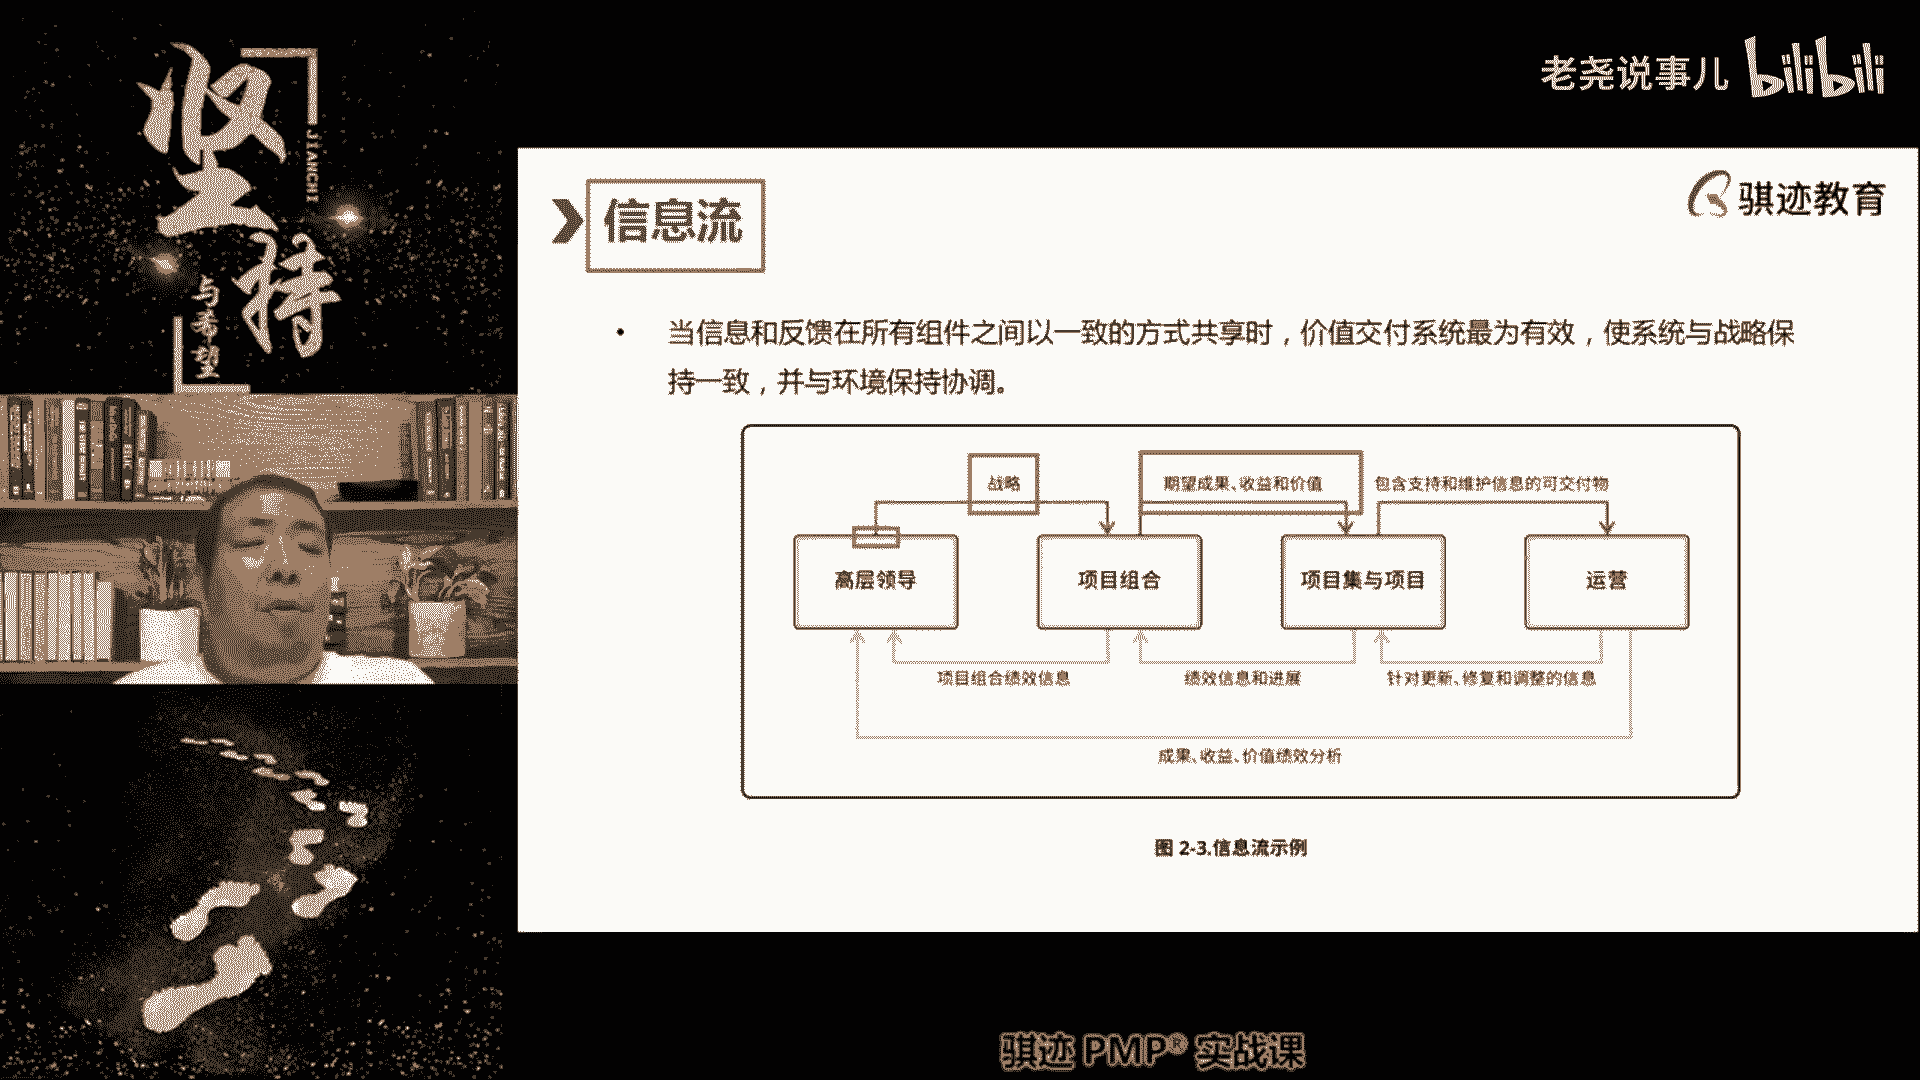 坚持
JIANCHI
与希望
老尧说事儿 bilibili
信息流
骐迹教育
• 当信息和反馈在所有组件之间以一致的方式共享时，价值交付系统最为有效，使系统与战略保
持一致，并与环境保持协调。
战略
期望成果、收益和价值
包含支持和维护信息的可交付物
高层领导
项目组合
项目集与项目
运营
项目组合绩效信息
绩效信息和进展
针对更新、修复和调整的信息
成果、收益、价值绩效分析
图 2-3.信息流示例
骐迹 PMP® 实战课